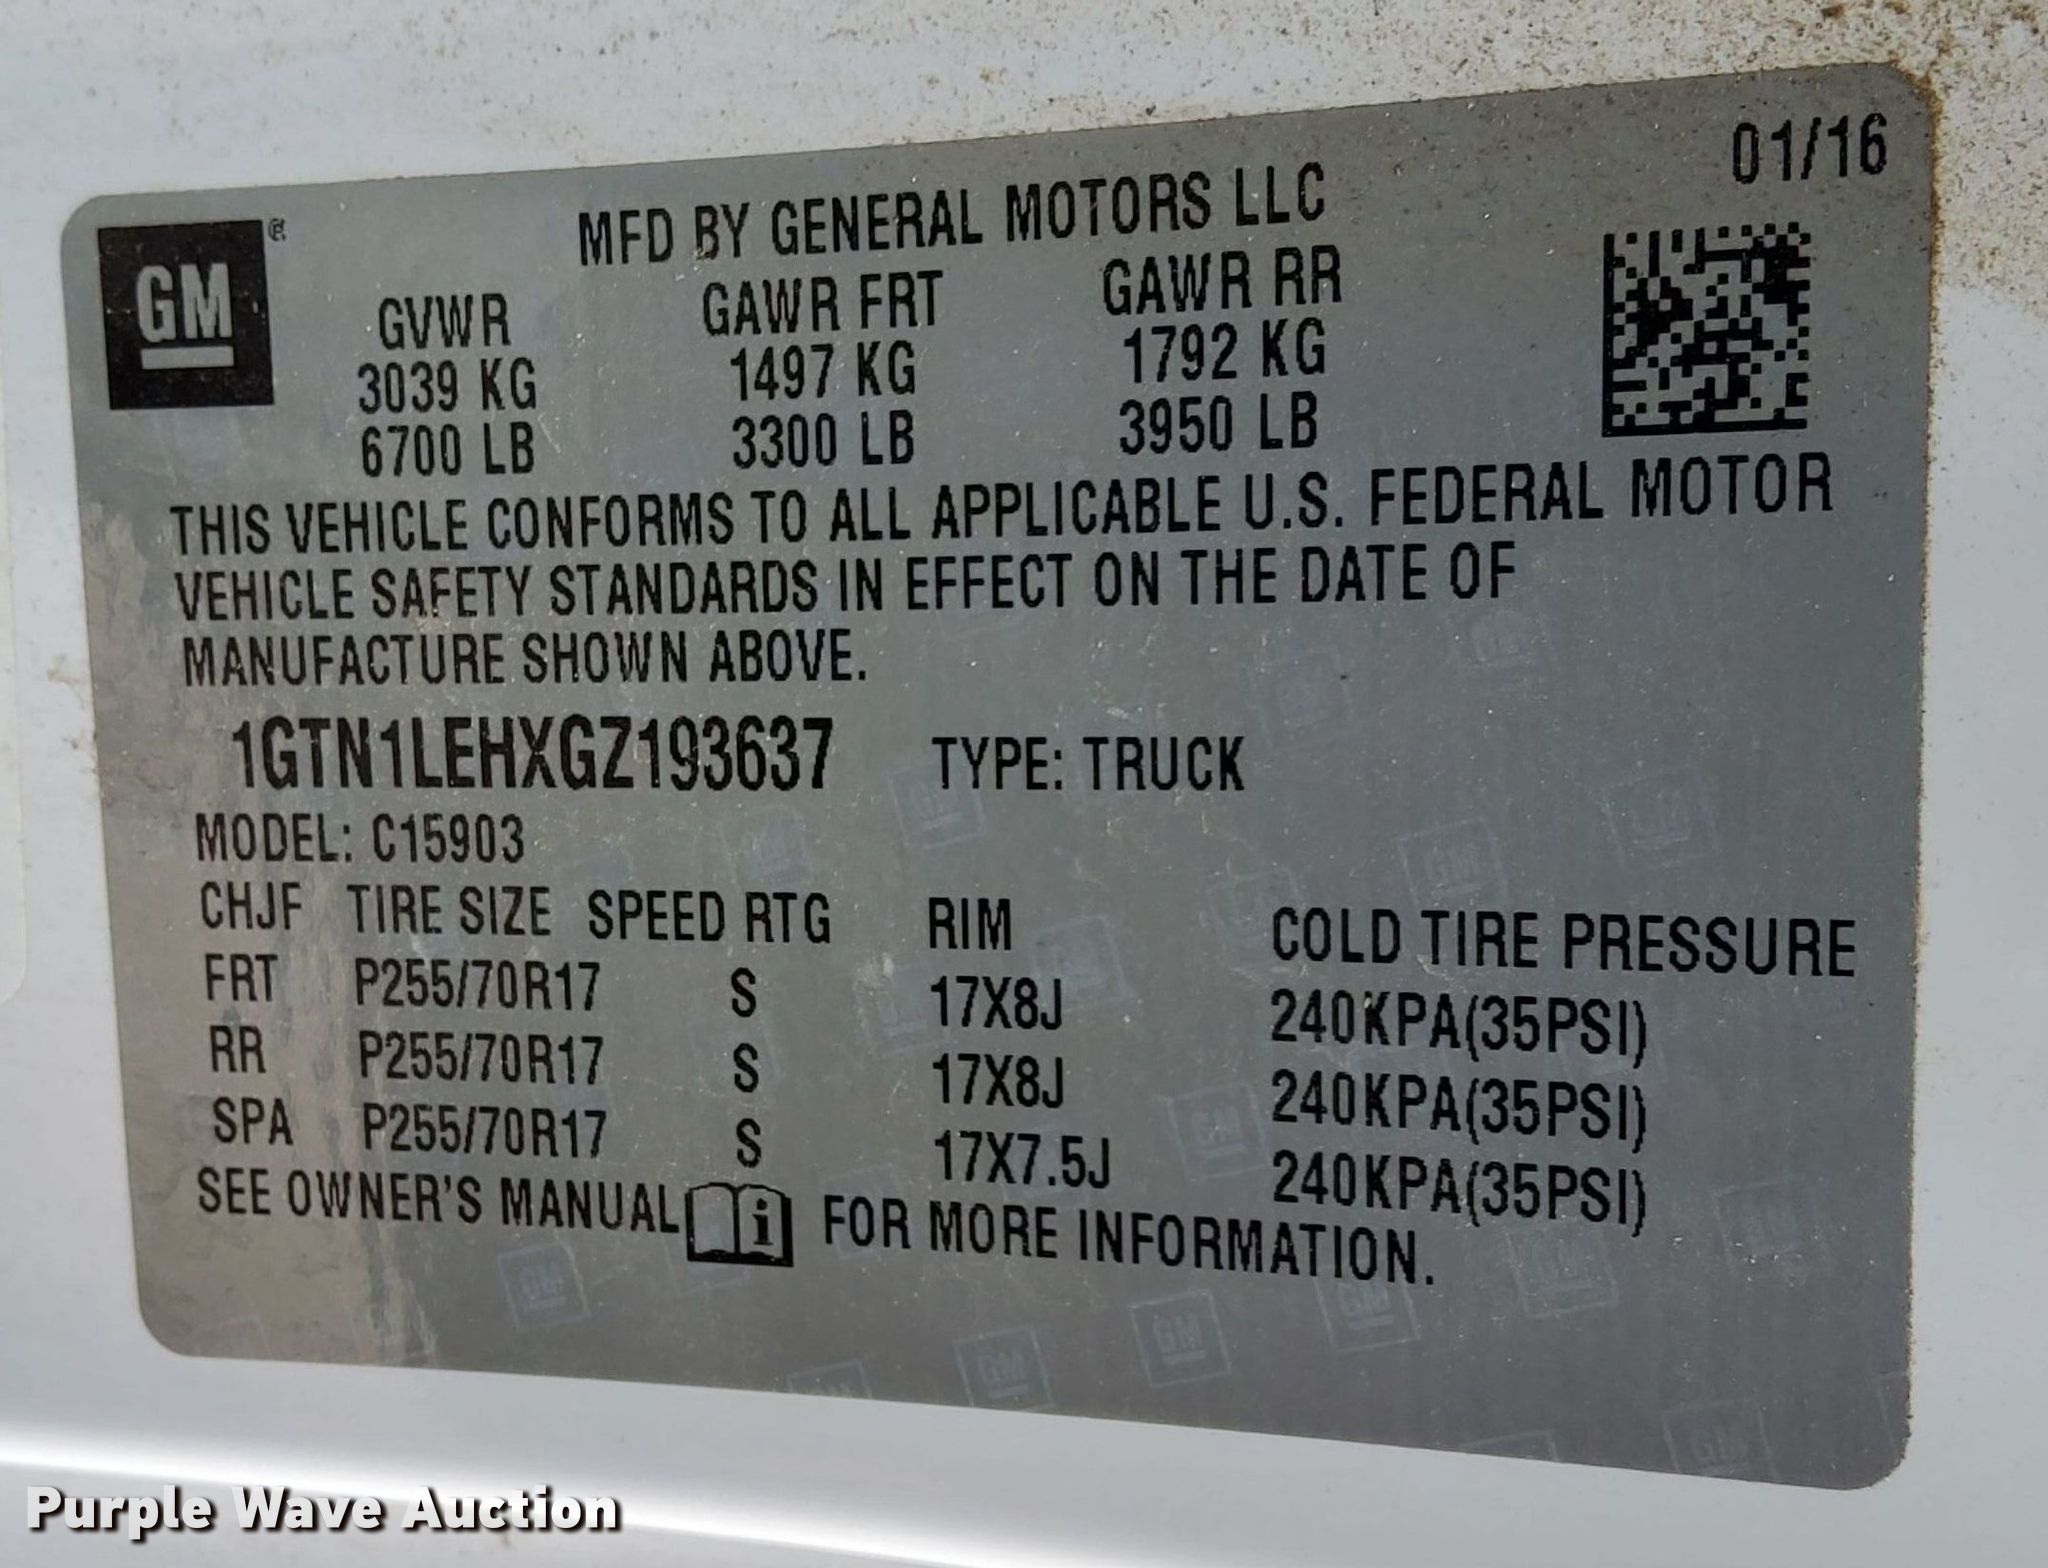 01/16
GM®
MFD BY GENERAL MOTORS LLC
GVWR GAWR FRT GAWR RR
3039 KG 1497 KG 1792 KG
6700 LB 3300 LB 3950 LB
THIS VEHICLE CONFORMS TO ALL APPLICABLE U.S. FEDERAL MOTOR
VEHICLE SAFETY STANDARDS IN EFFECT ON THE DATE OF
MANUFACTURE SHOWN ABOVE.
1GTN1LEHXGZ193637 TYPE: TRUCK
MODEL: C15903
CHJF TIRE SIZE SPEED RTG RIM COLD TIRE PRESSURE
FRT P255/70R17 S 17X8J 240KPA(35PSI)
RR P255/70R17 S 17X8J 240KPA(35PSI)
SPA P255/70R17 S 17X7.5J 240KPA(35PSI)
SEE OWNER'S MANUAL i FOR MORE INFORMATION.
Purple Wave Auction